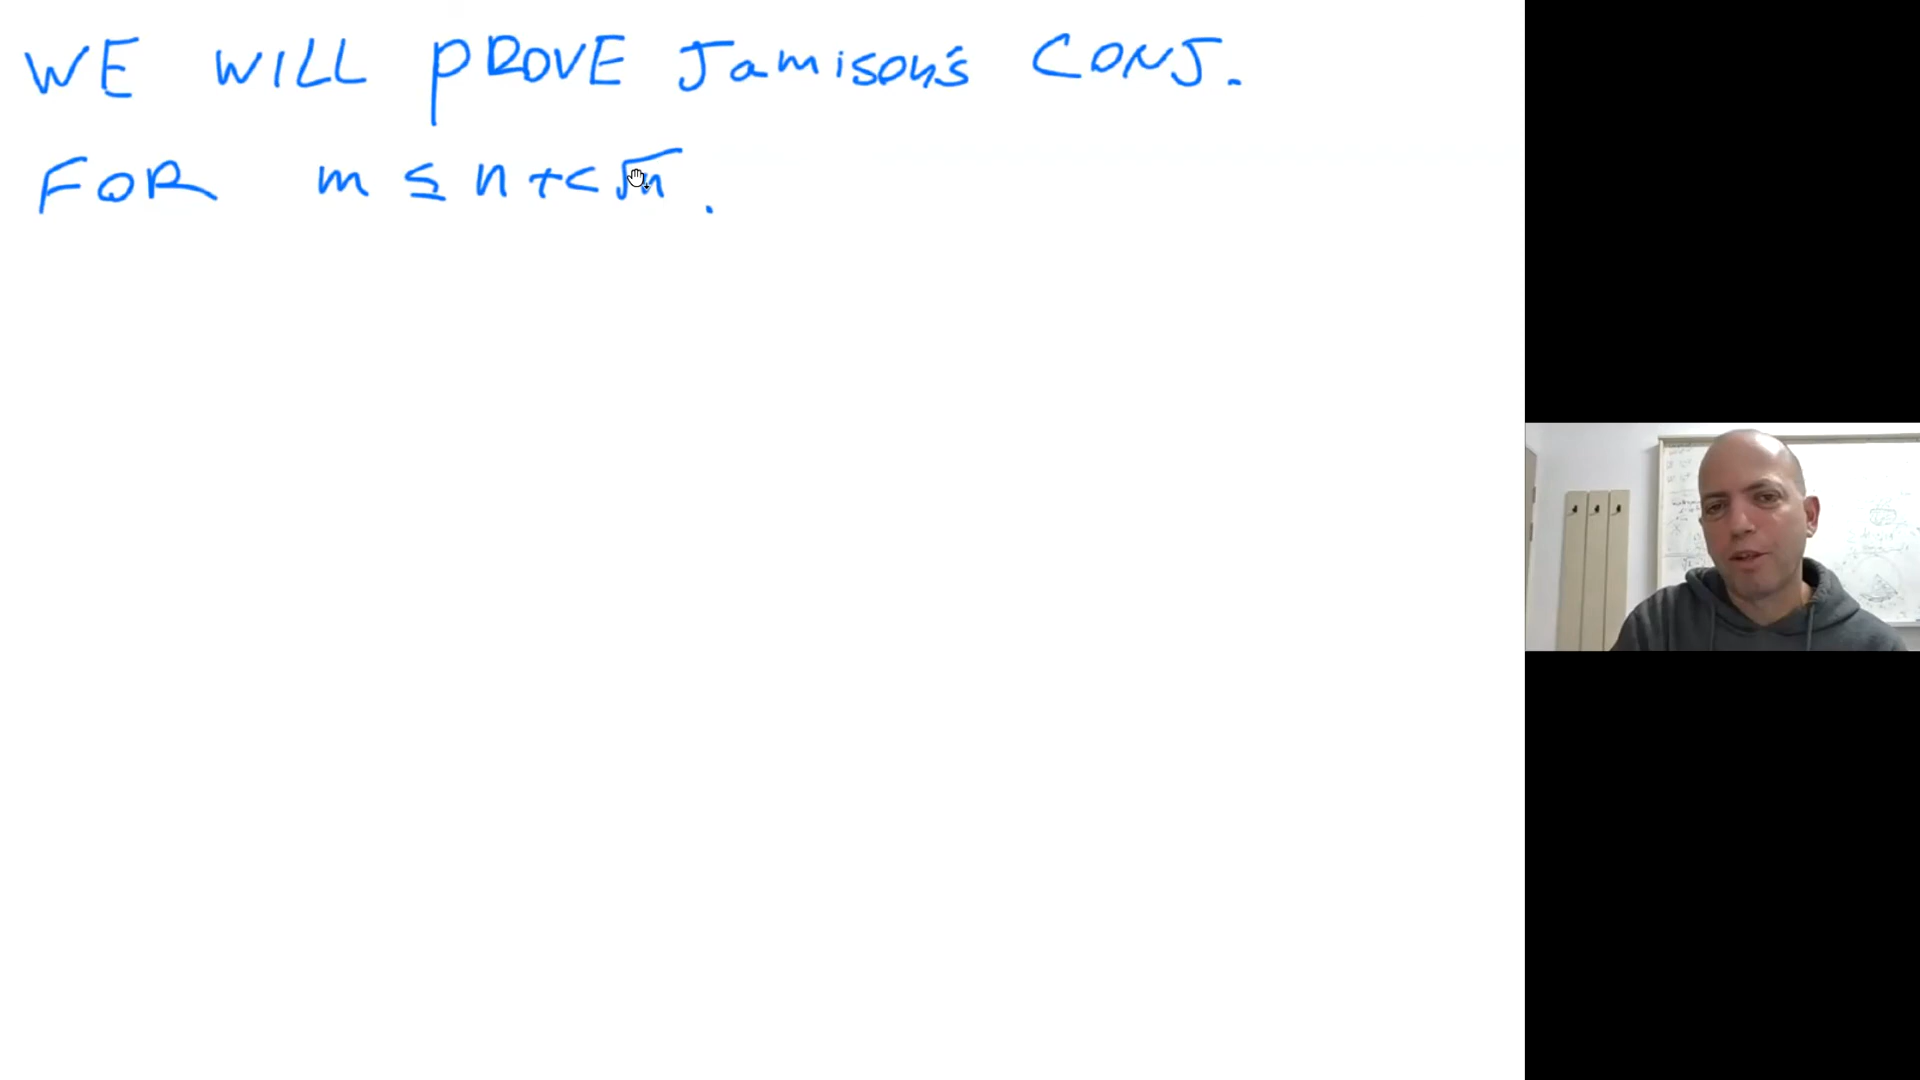 WE WILL PROVE Jamison's CONJ.
FOR m ≤ n + c √n .